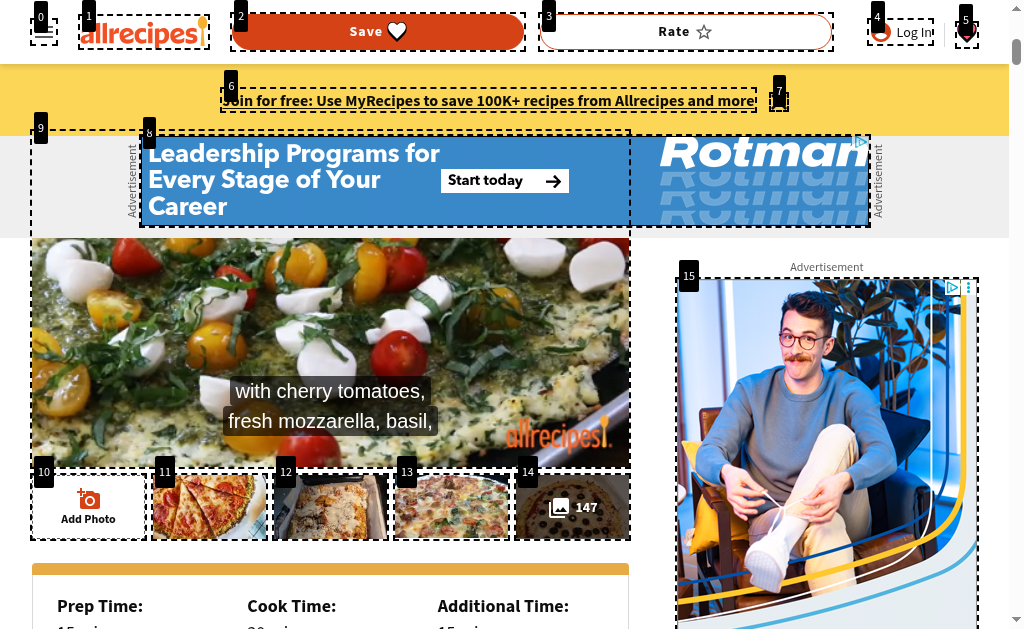 0
1
2
3
4
5
allrecipes
Save
Rate
Log In
6
7
Join for free: Use MyRecipes to save 100K+ recipes from Allrecipes and more
9
8
Advertisement
Leadership Programs for
Every Stage of Your
Career
Start today
Rotman
Rotman
Rotman
Rotman
Advertisement
Advertisement
15
with cherry tomatoes,
fresh mozzarella, basil,
allrecipes
10
11
12
13
14
Add Photo
147
Prep Time:
Cook Time:
Additional Time: